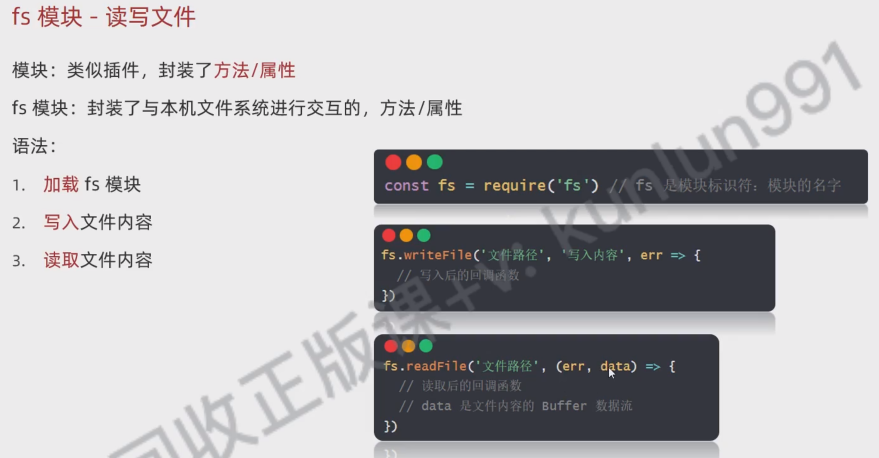 fs 模块 - 读写文件
模块：类似插件，封装了方法/属性
fs 模块：封装了与本机文件系统进行交互的，方法/属性
语法：
1. 加载 fs 模块
2. 写入文件内容
3. 读取文件内容
const fs = require('fs') // fs 是模块标识符：模块的名字
fs.writeFile('文件路径', '写入内容', err => {
// 写入后的回调函数
})
fs.readFile('文件路径', (err, data) => {
// 读取后的回调函数
// data 是文件内容的 Buffer 数据流
})
回收正版课+v: kunlun991